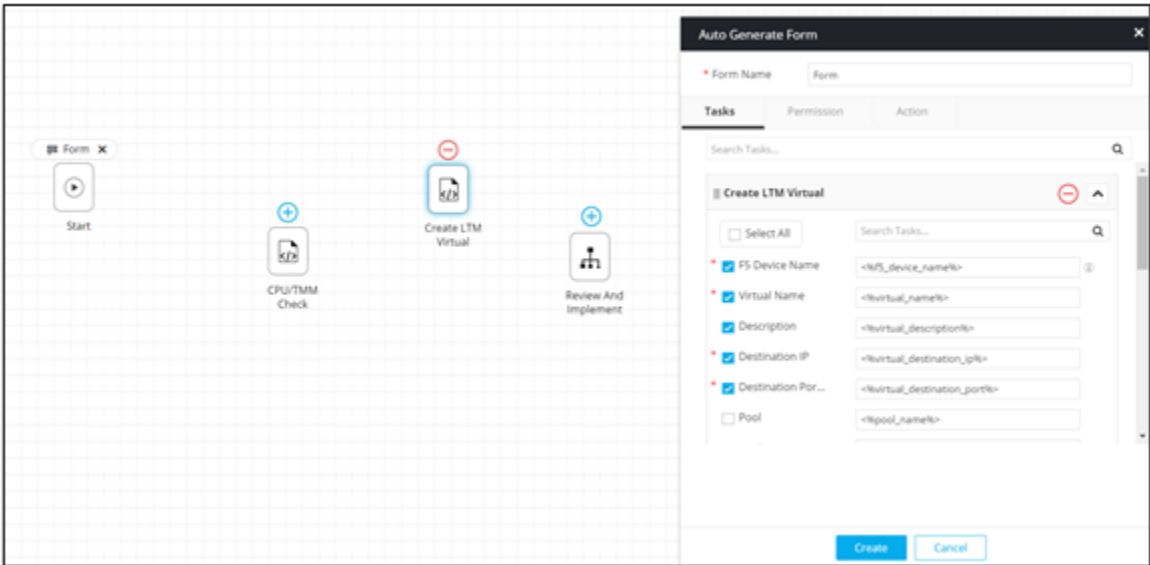 Form
Start
CPU/TMM
Check
Create LTM
Virtual
Review And
Implement
Auto Generate Form
* Form Name
Form
Tasks
Permission
Action
Search Tasks...
Create LTM Virtual
Select All
Search Tasks...
* F5 Device Name
<%f5_device_name%>
* Virtual Name
<%virtual_name%>
Description
<%virtual_description%>
* Destination IP
<%virtual_destination_ip%>
* Destination Por...
<%virtual_destination_port%>
Pool
<%pool_name%>
Create
Cancel